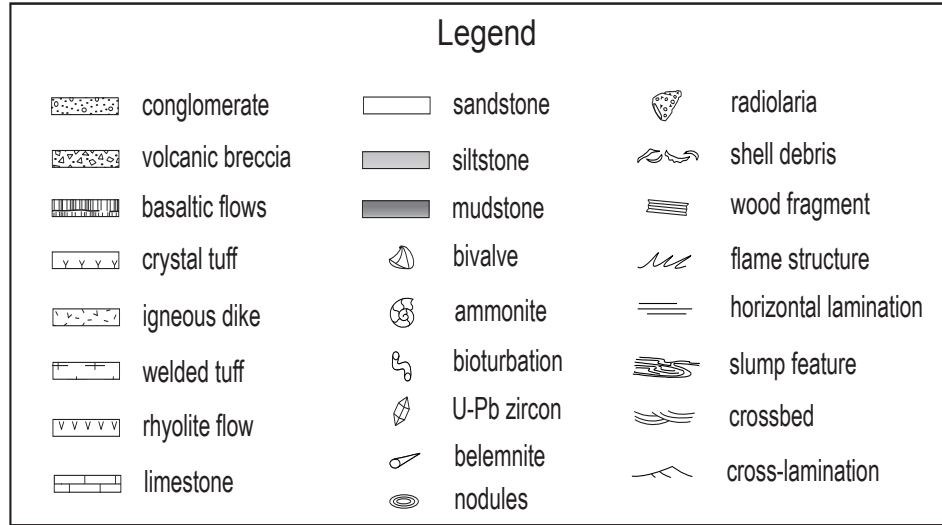 Legend
conglomerate
volcanic breccia
basaltic flows
crystal tuff
igneous dike
welded tuff
rhyolite flow
limestone
sandstone
siltstone
mudstone
bivalve
ammonite
bioturbation
U-Pb zircon
belemnite
nodules
radiolaria
shell debris
wood fragment
flame structure
horizontal lamination
slump feature
crossbed
cross-lamination